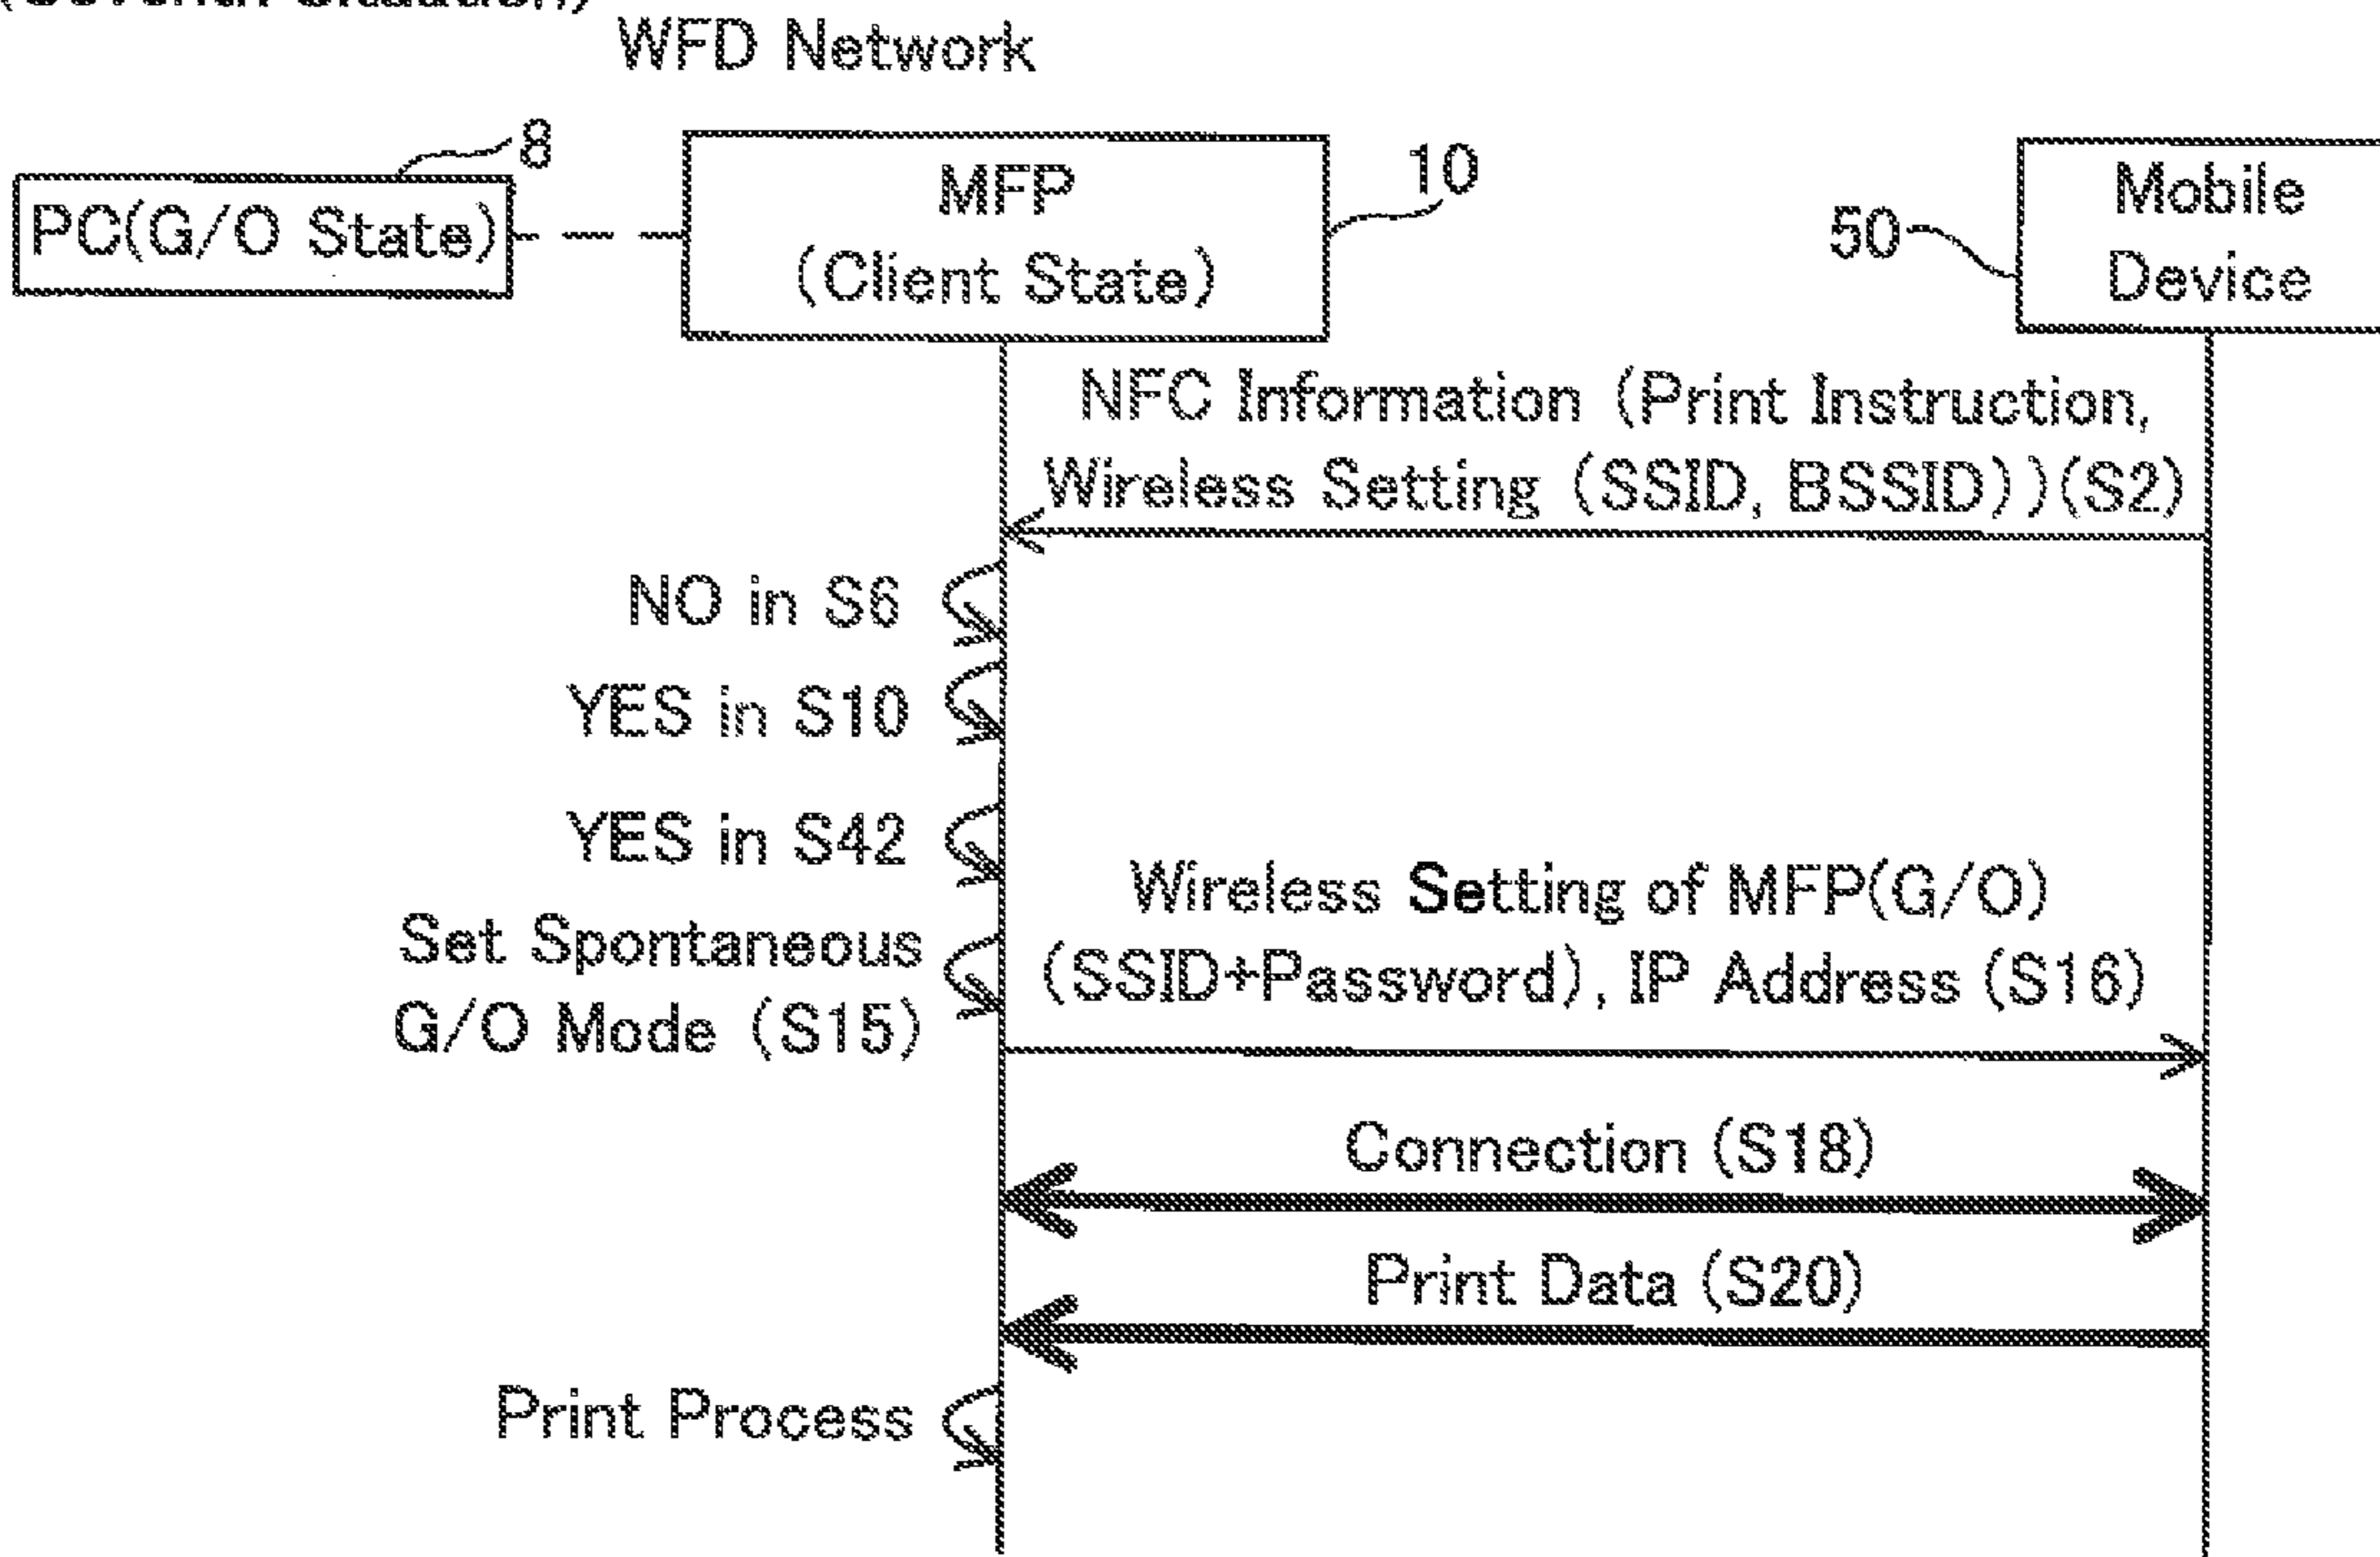 WFD Network
8
PC(G/O State)
MFP
(Client State)
10
50
Mobile
Device
NFC Information (Print Instruction,
Wireless Setting (SSID, BSSID))(S2)
NO in S6
YES in S10
YES in S42
Set Spontaneous
G/O Mode (S15)
Wireless Setting of MFP(G/O)
(SSID+Password), IP Address (S16)
Connection (S18)
Print Data (S20)
Print Process